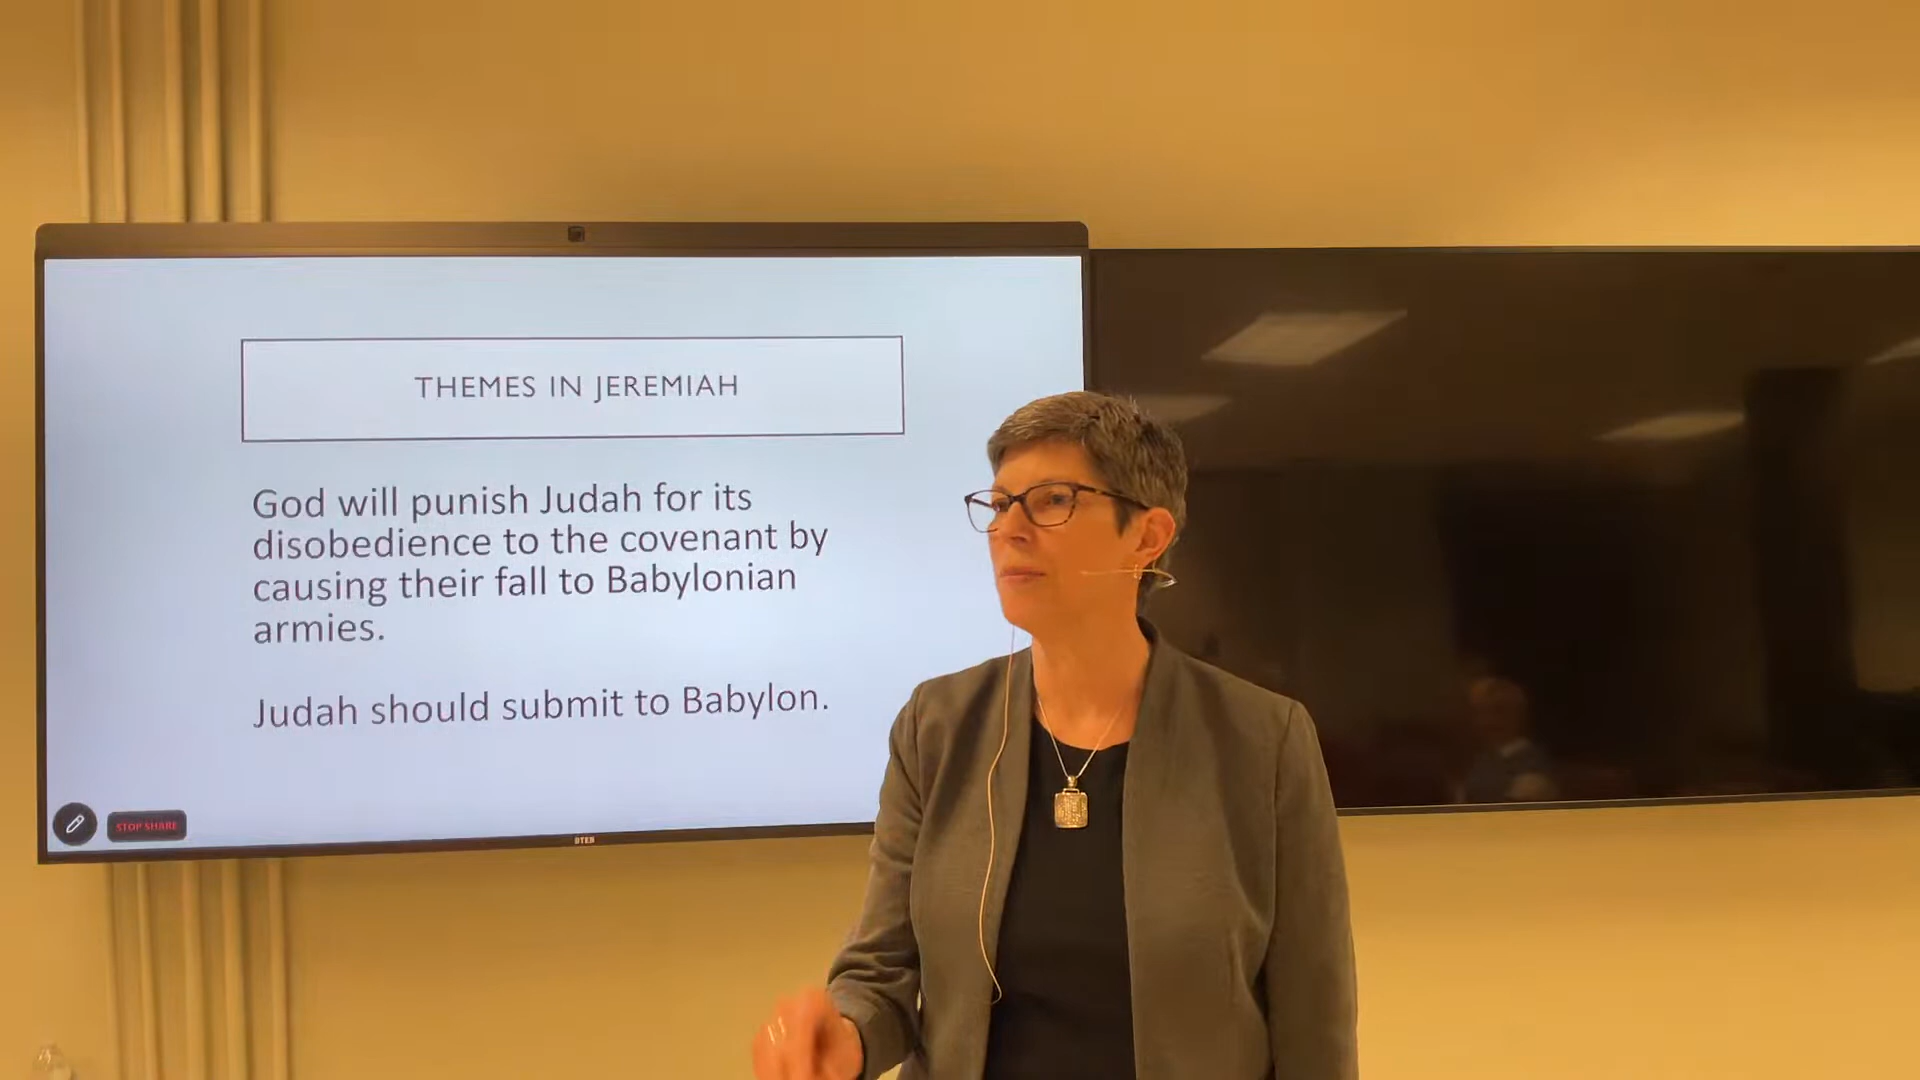 THEMES IN JEREMIAH
God will punish Judah for its
disobedience to the covenant by
causing their fall to Babylonian
armies.
Judah should submit to Babylon.
STOP SHARE